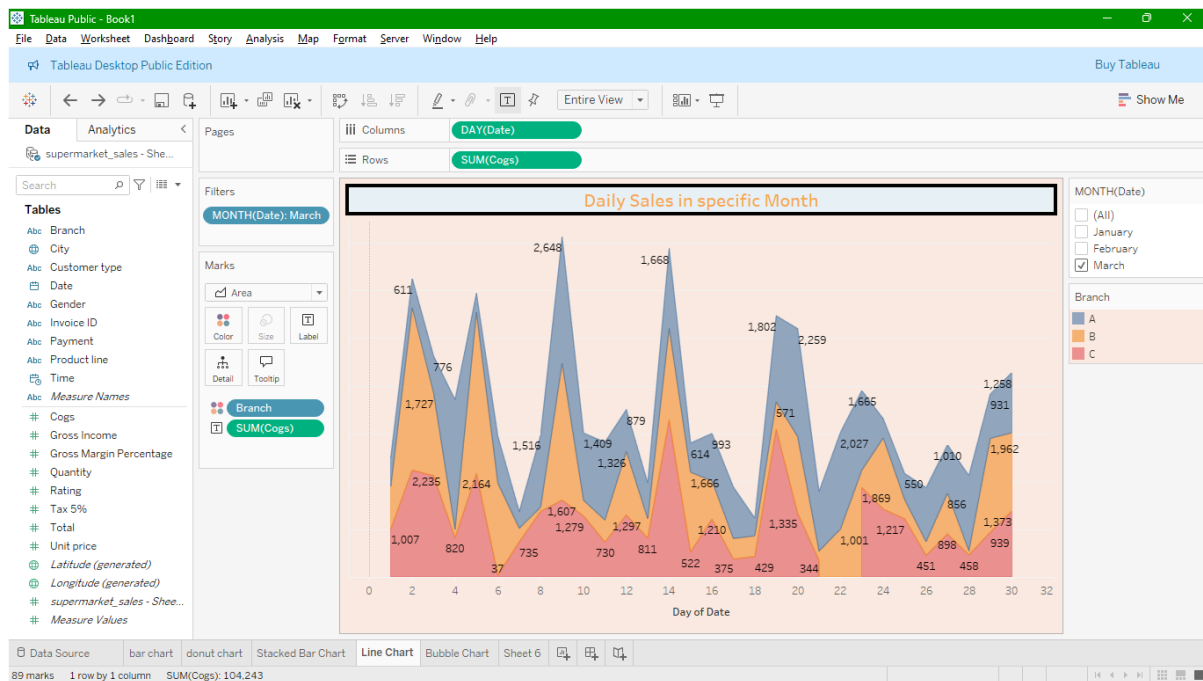 Tableau Public - Book1
File Data Worksheet Dashboard Story Analysis Map Format Server Window Help
Tableau Desktop Public Edition
Buy Tableau
Entire View
Show Me
Data Analytics
supermarket_sales - She...
Search
Tables
Abc Branch
City
Abc Customer type
Date
Abc Gender
Abc Invoice ID
Abc Payment
Abc Product line
Time
Abc Measure Names
Cogs
Gross Income
Gross Margin Percentage
Quantity
Rating
Tax 5%
Total
Unit price
Latitude (generated)
Longitude (generated)
supermarket_sales - Shee...
Measure Values
Pages
Filters
MONTH(Date): March
Marks
Area
Color Size Label
Detail Tooltip
Branch
SUM(Cogs)
Columns DAY(Date)
Rows SUM(Cogs)
Daily Sales in specific Month
2,648
1,668
611
1,802
2,259
776
1,258
1,727
1,665
931
879
571
1,516
1,409
993
2,027
1,962
614
1,010
1,326
2,235
2,164
1,666
550
1,869
856
1,607
1,279
1,297
1,210
1,335
1,217
1,373
1,007
730
1,001
939
820
735
811
898
522
458
37
375
429
344
451
0 2 4 6 8 10 12 14 16 18 20 22 24 26 28 30 32
Day of Date
MONTH(Date)
(All)
January
February
March
Branch
A
B
C
Data Source bar chart donut chart Stacked Bar Chart Line Chart Bubble Chart Sheet 6
89 marks 1 row by 1 column SUM(Cogs): 104,243